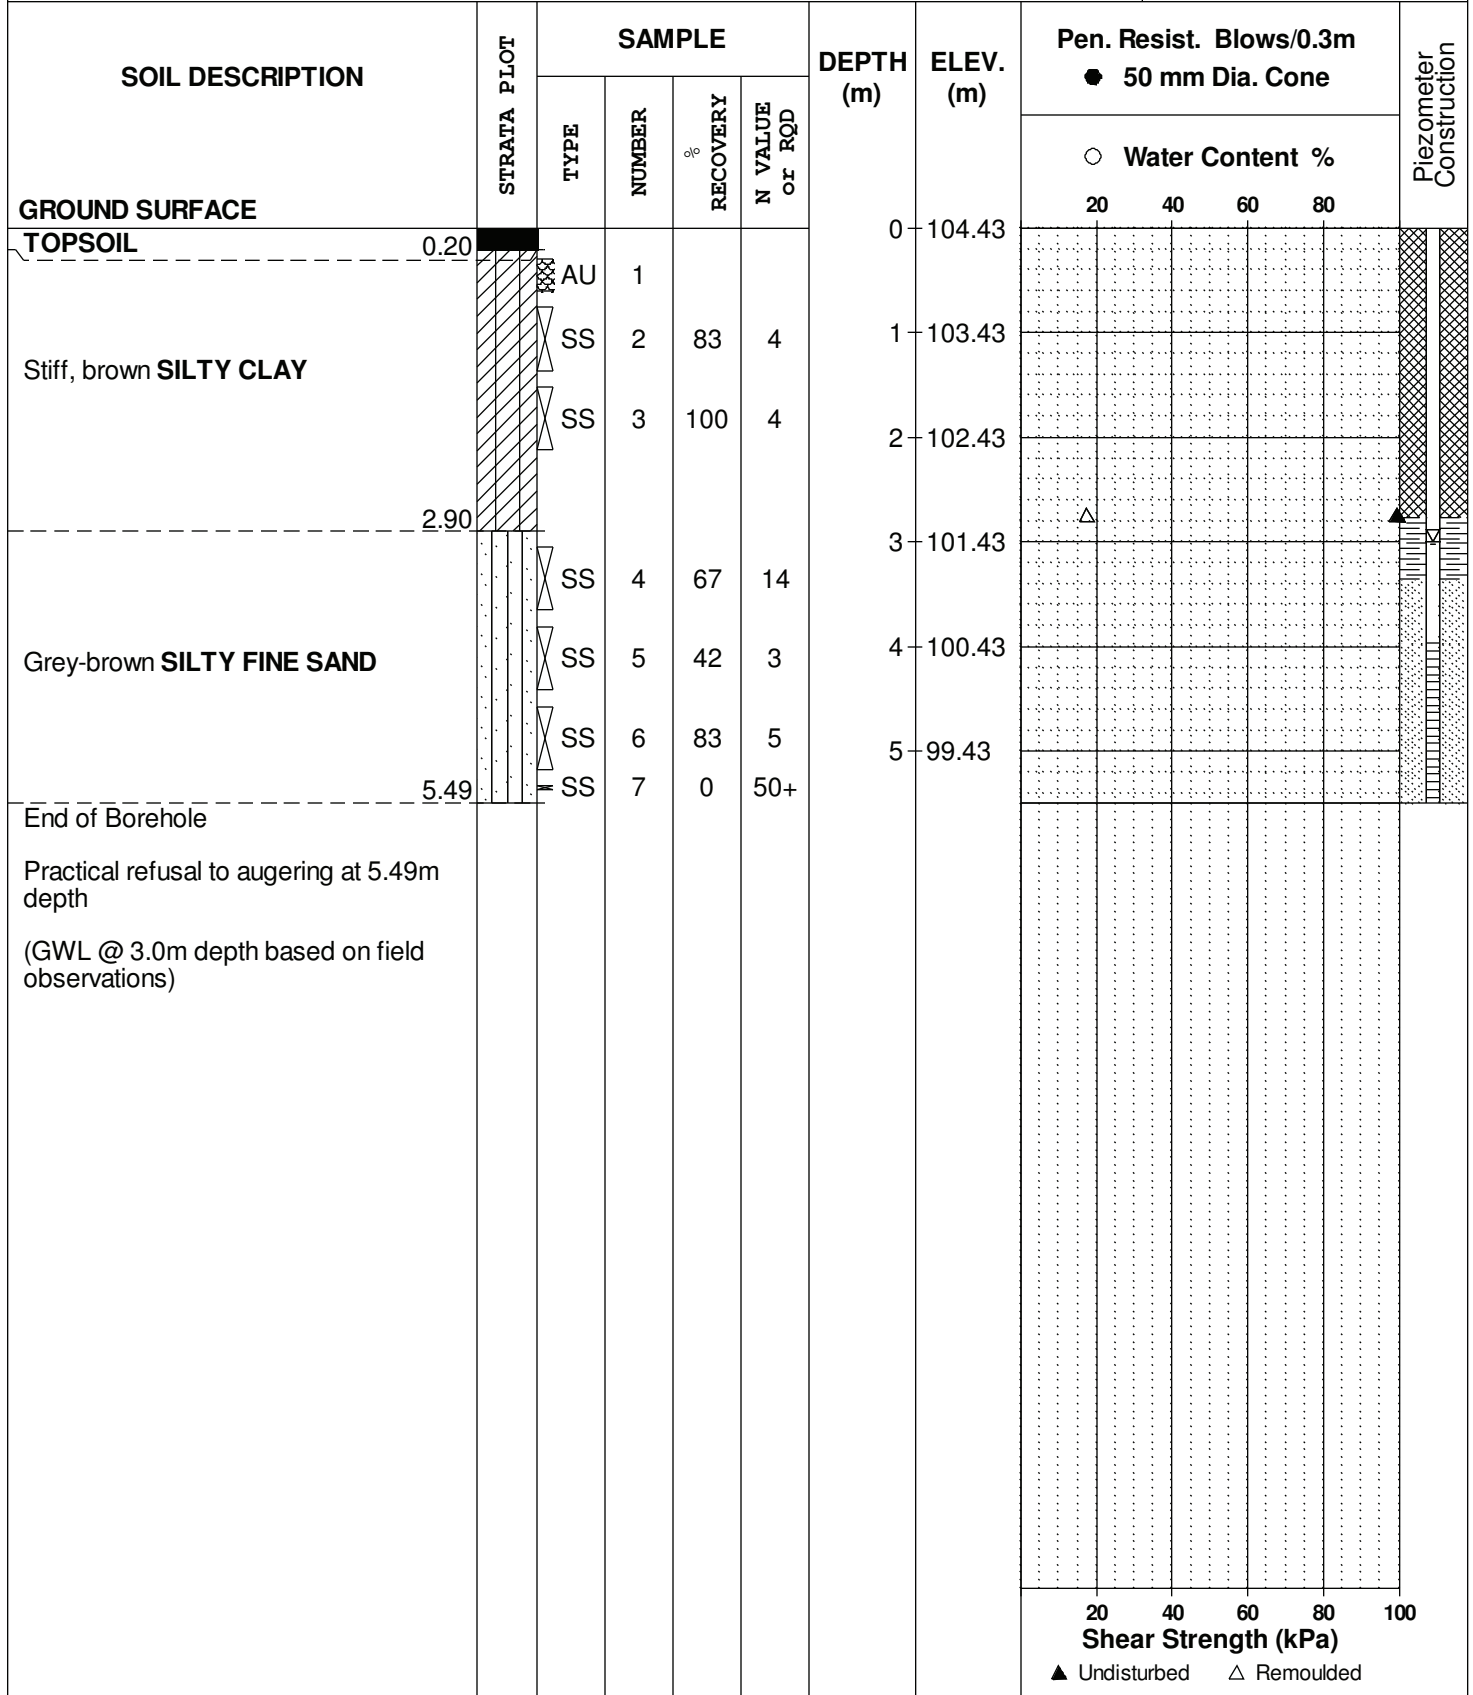 SOIL DESCRIPTION
STRATA PLOT
SAMPLE
TYPE
NUMBER
% RECOVERY
N VALUE or RQD
DEPTH (m)
ELEV. (m)
Pen. Resist. Blows/0.3m
● 50 mm Dia. Cone
○ Water Content %
20 40 60 80
Piezometer Construction
GROUND SURFACE
0 104.43
TOPSOIL 0.20
AU 1
SS 2 83 4
1 103.43
Stiff, brown SILTY CLAY
SS 3 100 4
2 102.43
2.90
3 101.43
SS 4 67 14
4 100.43
Grey-brown SILTY FINE SAND
SS 5 42 3
SS 6 83 5
5 99.43
SS 7 0 50+
5.49
End of Borehole
Practical refusal to augering at 5.49m
depth
(GWL @ 3.0m depth based on field
observations)
20 40 60 80 100
Shear Strength (kPa)
▲ Undisturbed △ Remoulded